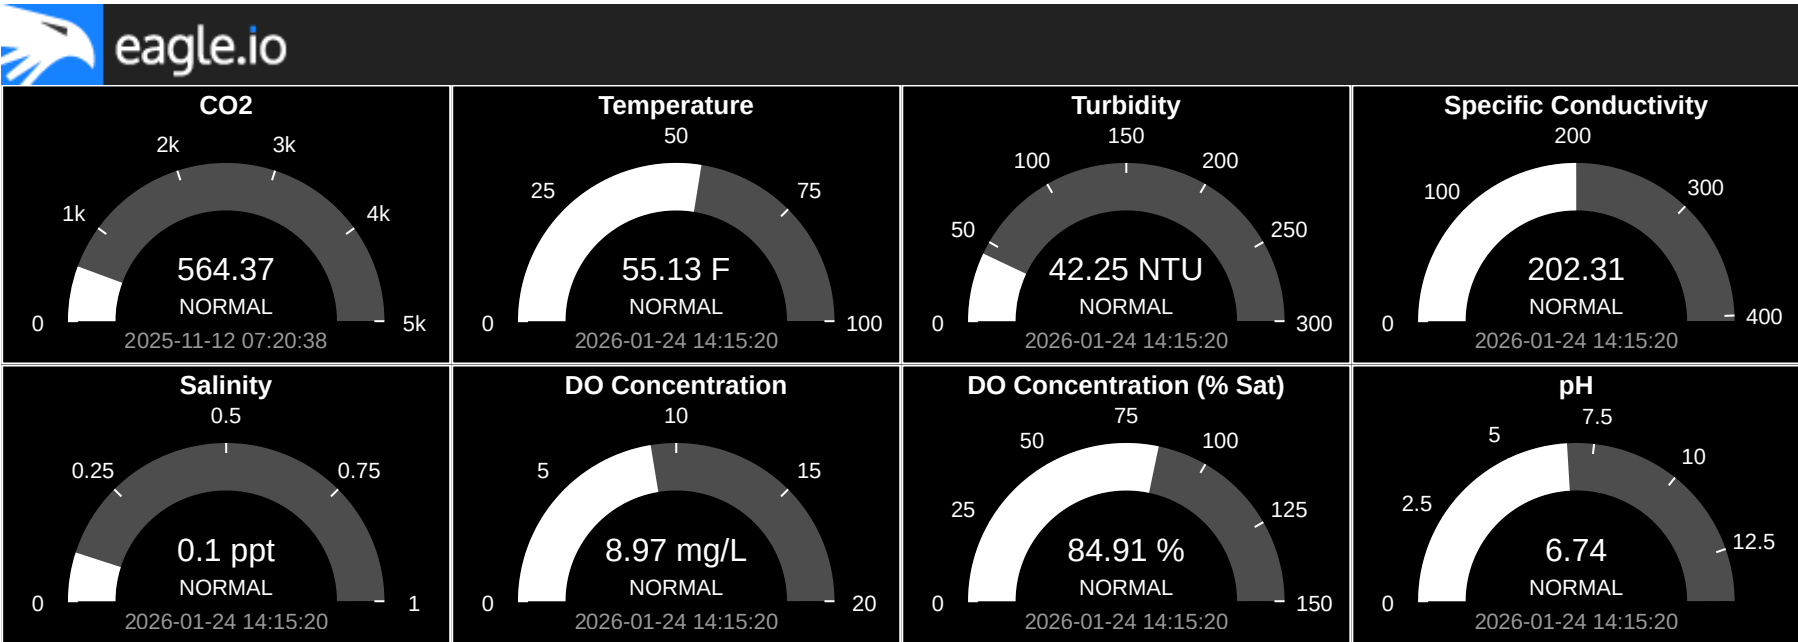 eagle.io
CO2
0
1k
2k
3k
4k
5k
564.37
NORMAL
2025-11-12 07:20:38
Temperature
0
25
50
75
100
55.13 F
NORMAL
2026-01-24 14:15:20
Turbidity
0
50
100
150
200
250
300
42.25 NTU
NORMAL
2026-01-24 14:15:20
Specific Conductivity
0
100
200
300
400
202.31
NORMAL
2026-01-24 14:15:20
Salinity
0
0.25
0.5
0.75
1
0.1 ppt
NORMAL
2026-01-24 14:15:20
DO Concentration
0
5
10
15
20
8.97 mg/L
NORMAL
2026-01-24 14:15:20
DO Concentration (% Sat)
0
25
50
75
100
125
150
84.91 %
NORMAL
2026-01-24 14:15:20
pH
0
2.5
5
7.5
10
12.5
6.74
NORMAL
2026-01-24 14:15:20